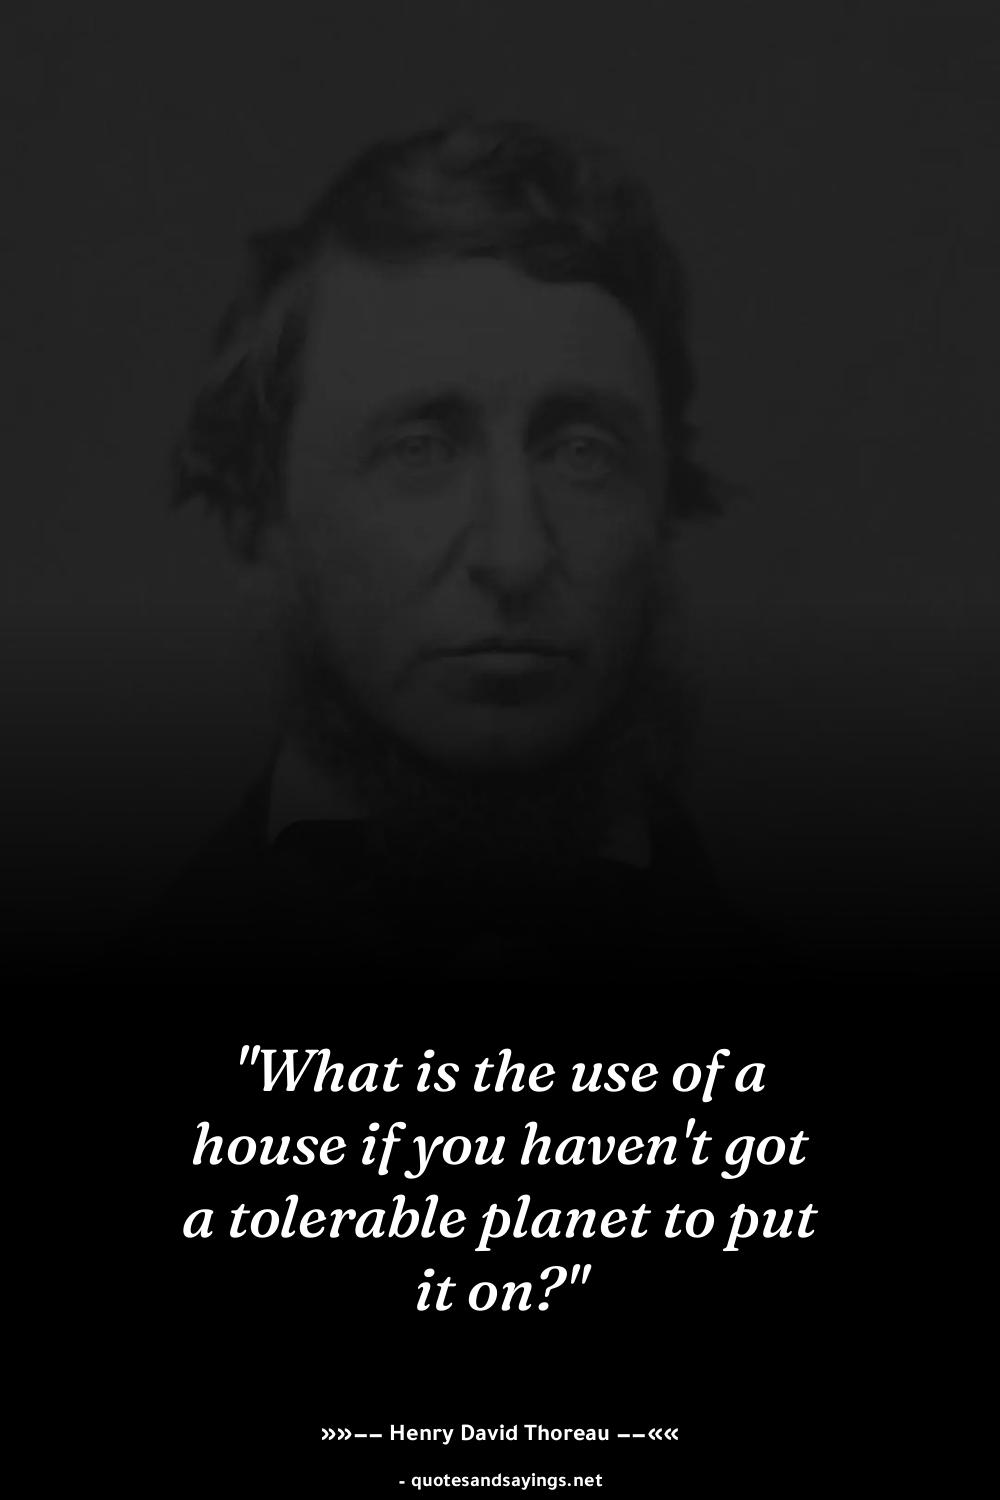 "What is the use of a
house if you haven't got
a tolerable planet to put
it on?"
»»−− Henry David Thoreau −−««
- quotesandsayings.net